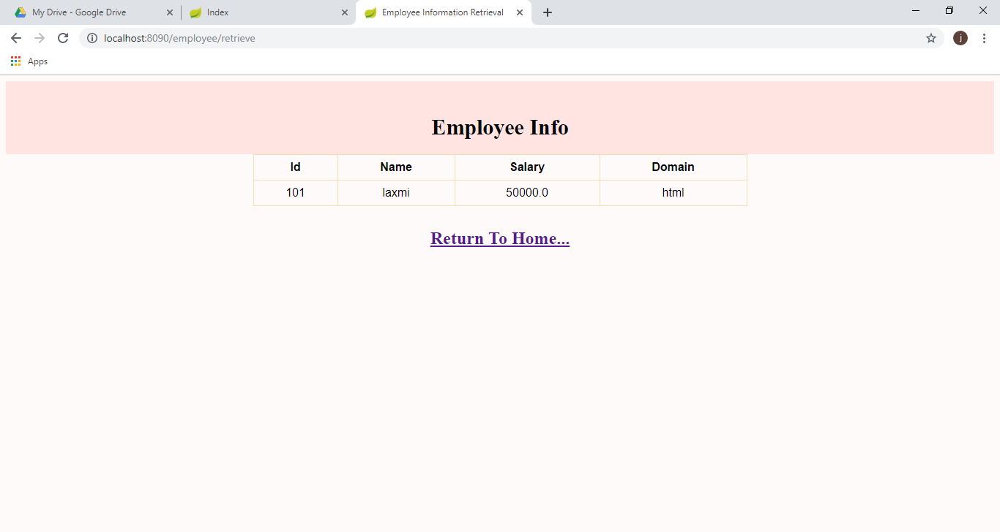 My Drive - Google Drive Index Employee Information Retrieval
localhost:8090/employee/retrieve j
Apps
Employee Info
Id Name Salary Domain
101 laxmi 50000.0 html
Return To Home...